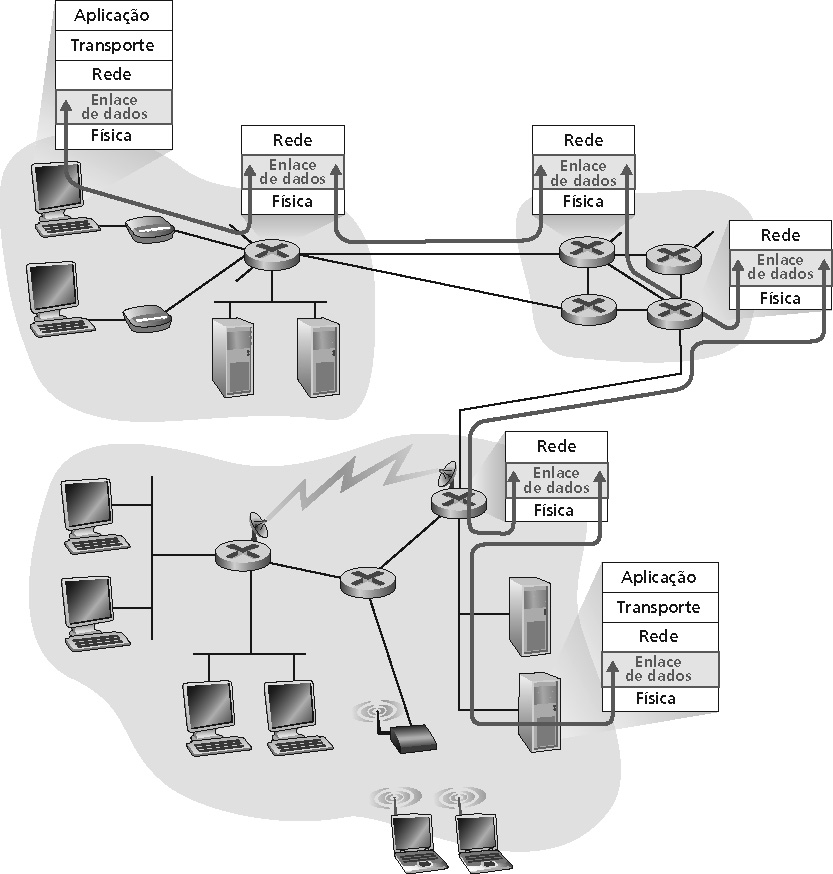 Aplicação
Transporte
Rede
Enlace
de dados
Física
Rede
Enlace
de dados
Física
Rede
Enlace
de dados
Física
Rede
Enlace
de dados
Física
Rede
Enlace
de dados
Física
Aplicação
Transporte
Rede
Enlace
de dados
Física